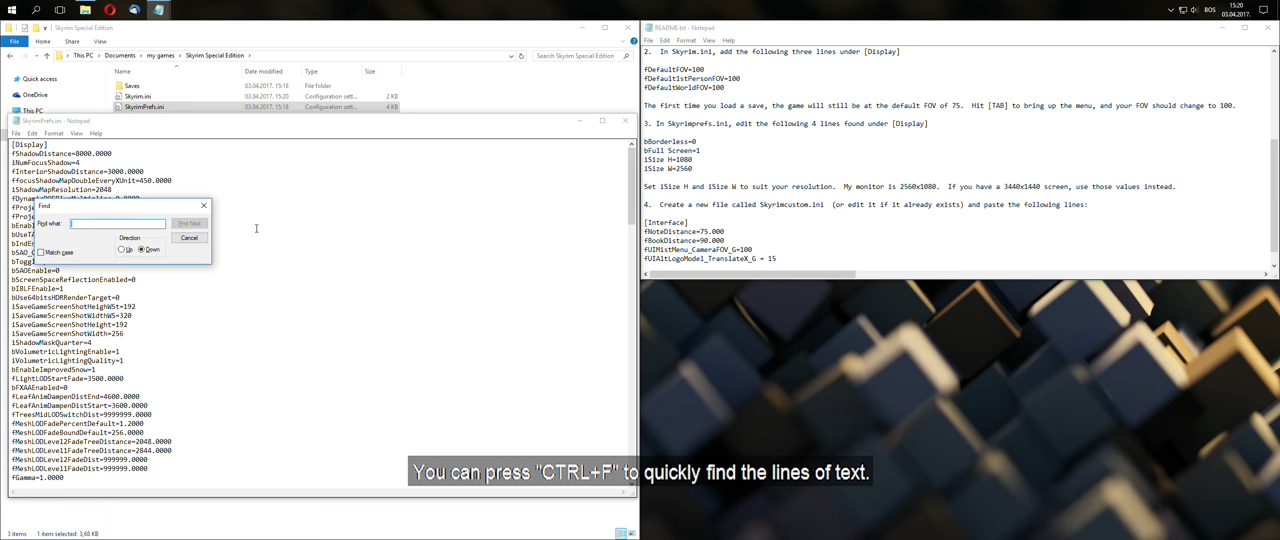 15:20
BOS
03.04.2017.
Skyrim Special Edition
File
Home
Share
View
This PC
Documents
my games
Skyrim Special Edition
Search Skyrim Special Edition
Name
Date modified
Type
Size
Quick access
OneDrive
This PC
Saves
03.04.2017. 15:18
File folder
Skyrim.ini
03.04.2017. 15:20
Configuration sett...
2 KB
SkyrimPrefs.ini
03.04.2017. 15:18
Configuration sett...
4 KB
SkyrimPrefs.ini - Notepad
File Edit Format View Help
[Display]
fShadowDistance=8000.0000
iNumFocusShadow=4
fInteriorShadowDistance=3000.0000
ffocusShadowMapDoubleEveryXUnit=450.0000
iShadowMapResolution=2048
Find
Find what:
Find Next
Cancel
Direction
Up
Down
Match case
bSAOEnable=0
bScreenSpaceReflectionEnabled=0
bIBLFEnable=1
bUse64bitsHDRRenderTarget=0
iSaveGameScreenShotHeighWSt=192
iSaveGameScreenShotWidthWS=320
iSaveGameScreenShotHeight=192
iSaveGameScreenShotWidth=256
iShadowMaskQuarter=4
bVolumetricLightingEnable=1
iVolumetricLightingQuality=1
bEnableImprovedSnow=1
fLightLODStartFade=3500.0000
bFXAAEnabled=0
fLeafAnimDampenDistEnd=4600.0000
fLeafAnimDampenDistStart=3600.0000
fTreesMidLODSwitchDist=9999999.0000
fMeshLODFadePercentDefault=1.2000
fMeshLODFadeBoundDefault=256.0000
fMeshLODLevel2FadeTreeDistance=2048.0000
fMeshLODLevel1FadeTreeDistance=2844.0000
fMeshLODLevel2FadeDist=9999999.0000
fMeshLODLevel1FadeDist=9999999.0000
fGamma=1.0000
3 items
1 item selected 3,68 KB
README.txt - Notepad
File Edit Format View Help
2. In Skyrim.ini, add the following three lines under [Display]
fDefaultFOV=100
fDefault1stPersonFOV=100
fDefaultWorldFOV=100
The first time you load a save, the game will still be at the default FOV of 75. Hit [TAB] to bring up the menu, and your FOV should change to 100.
3. In Skyrimprefs.ini, edit the following 4 lines found under [Display]
bBorderless=0
bFull Screen=1
iSize H=1080
iSize W=2560
Set iSize H and iSize W to suit your resolution. My monitor is 2560x1080. If you have a 3440x1440 screen, use those values instead.
4. Create a new file called Skyrimcustom.ini (or edit it if it already exists) and paste the following lines:
[Interface]
fNoteDistance=75.000
fBookDistance=90.000
fUIMistMenu_CameraFOV_G=100
fUIAltLogoModel_TranslateX_G = 15
You can press "CTRL+F" to quickly find the lines of text.